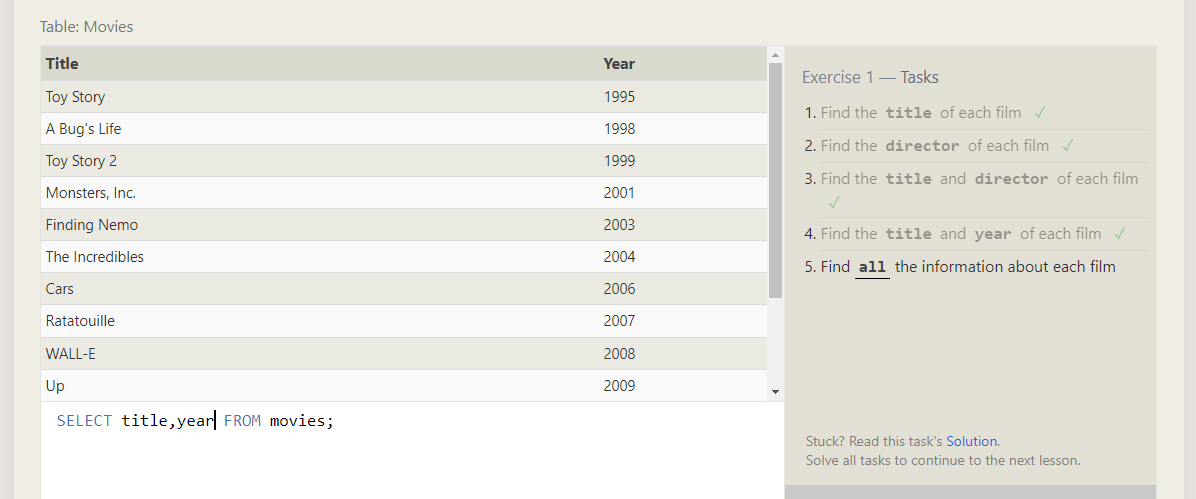 Table: Movies
Title Year
Toy Story 1995
A Bug's Life 1998
Toy Story 2 1999
Monsters, Inc. 2001
Finding Nemo 2003
The Incredibles 2004
Cars 2006
Ratatouille 2007
WALL-E 2008
Up 2009
SELECT title,year FROM movies;
Exercise 1 — Tasks
1. Find the title of each film ✓
2. Find the director of each film ✓
3. Find the title and director of each film
✓
4. Find the title and year of each film ✓
5. Find all the information about each film
Stuck? Read this task's Solution.
Solve all tasks to continue to the next lesson.